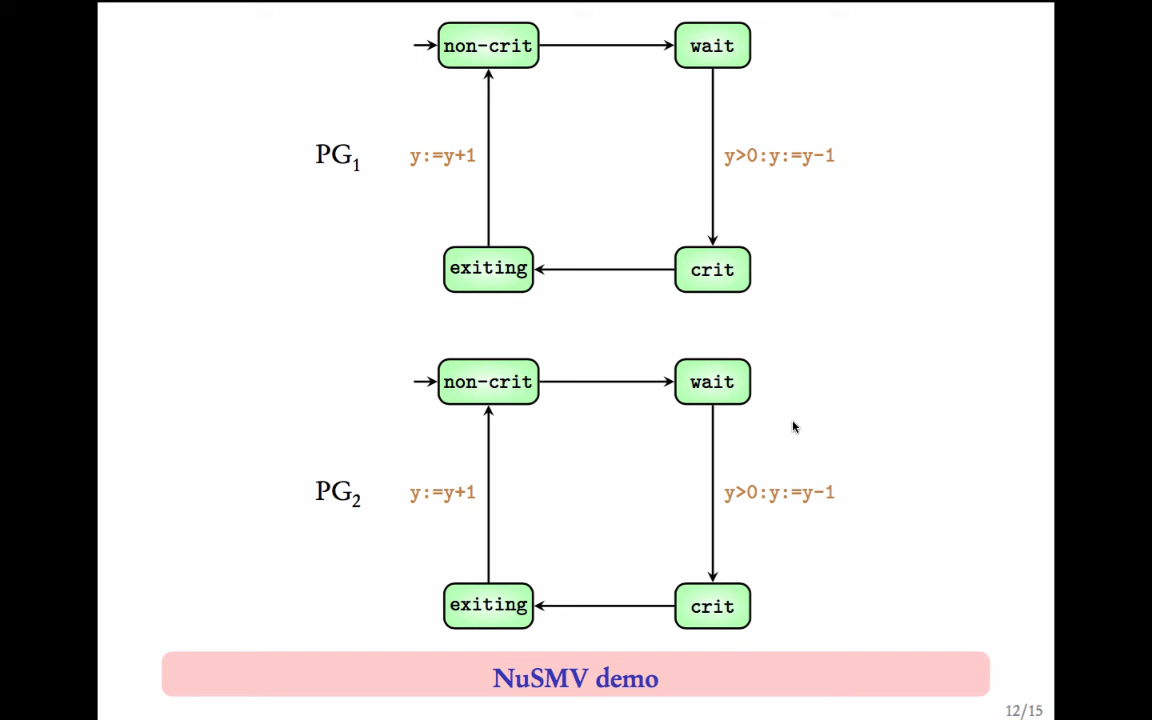 non-crit wait
PG1 y:=y+1 y>0:y:=y-1
exiting crit
non-crit wait
PG2 y:=y+1 y>0:y:=y-1
exiting crit
NuSMV demo
12/15